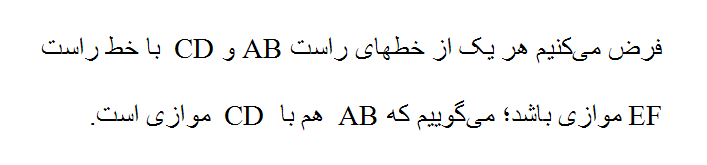 فرض می‌کنیم هر یک از خطهای راست AB و CD با خط راست
EF موازی باشد؛ می‌گوییم که AB هم با CD موازی است.